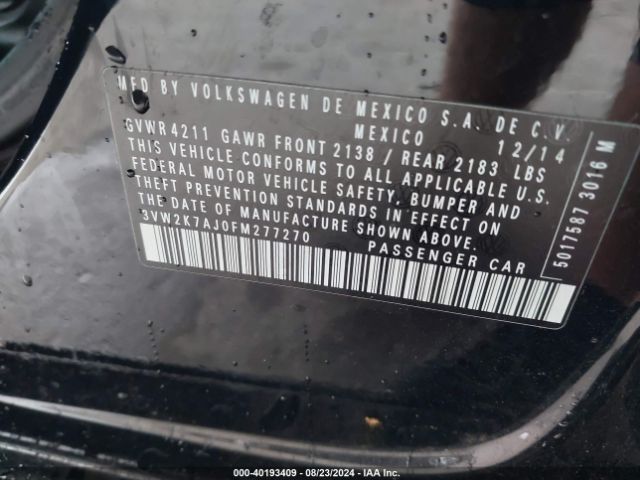 MFD BY VOLKSWAGEN DE MEXICO S.A. DE C.V.
MEXICO 12/14
GVWR 4211 GAWR FRONT 2138 / REAR 2183 LBS
THIS VEHICLE CONFORMS TO ALL APPLICABLE U.S.
FEDERAL MOTOR VEHICLE SAFETY, BUMPER AND
THEFT PREVENTION STANDARDS IN EFFECT ON
THE DATE OF MANUFACTURE SHOWN ABOVE.
3VW2K7AJ0FM277270 PASSENGER CAR
5017587 3016 M
000-40193409 - 08/23/2024 - IAA Inc.